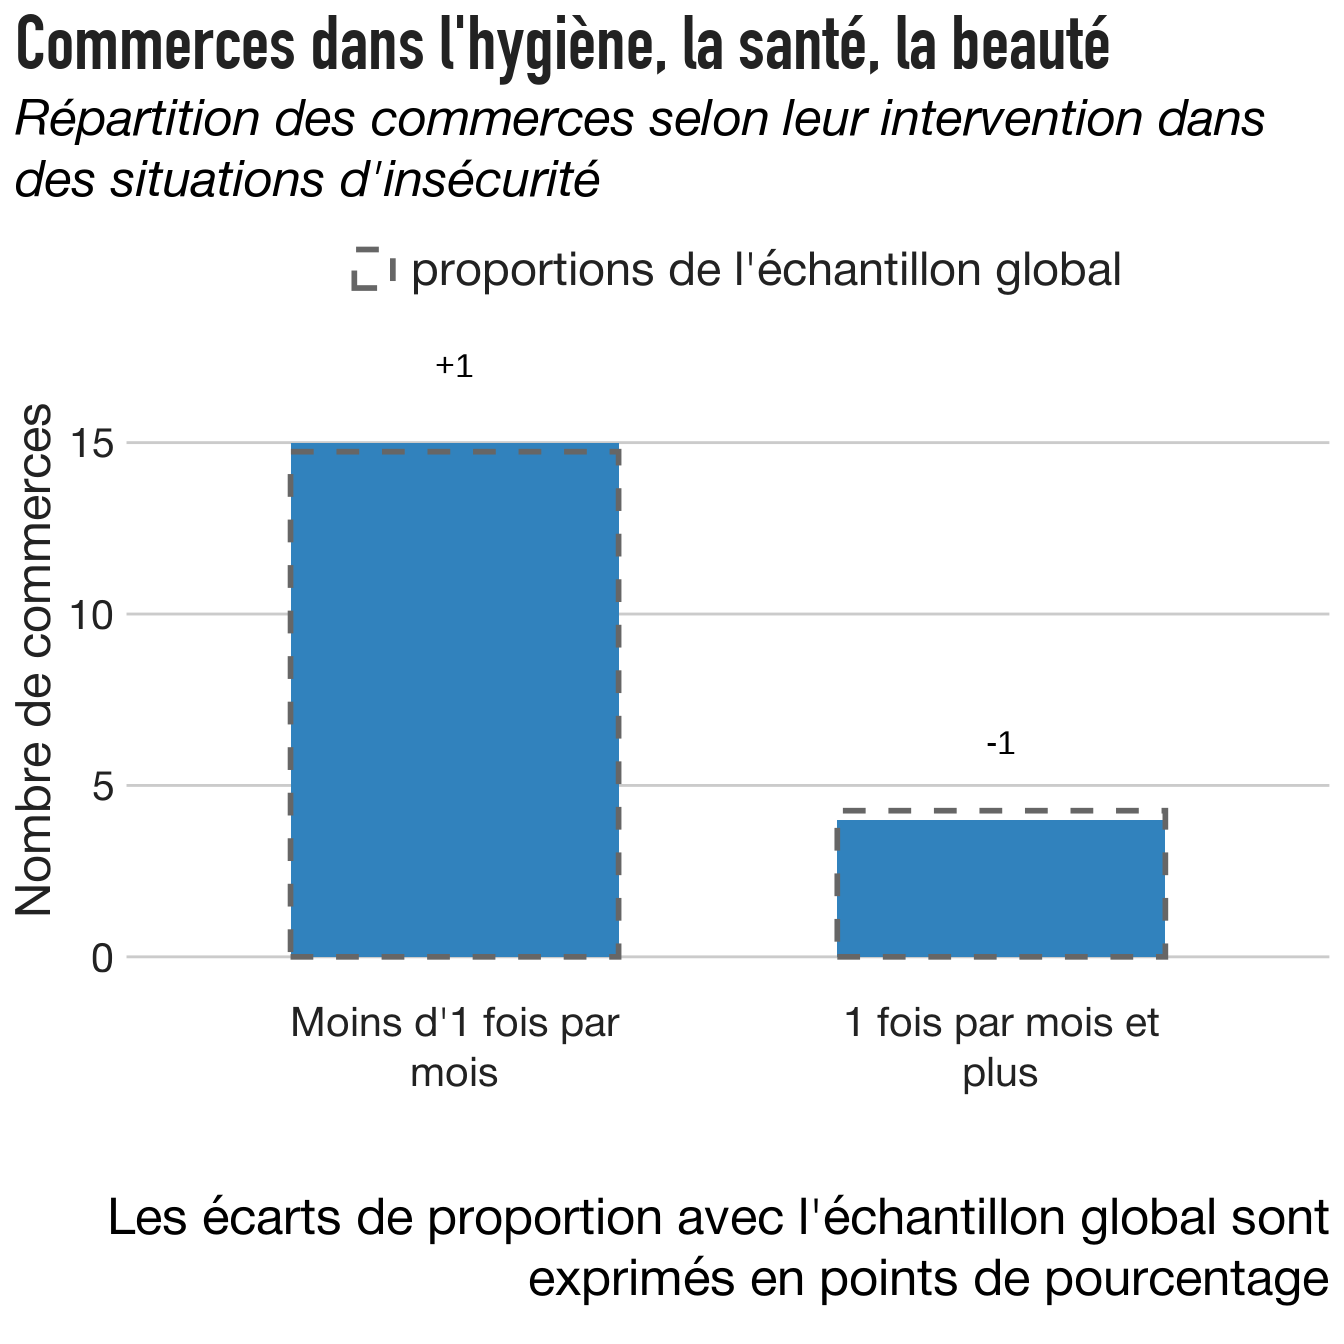 Commerces dans l'hygiène, la santé, la beauté
Répartition des commerces selon leur intervention dans
des situations d'insécurité
proportions de l'échantillon global
+1
Nombre de commerces
15
10
-1
5
0
Moins d'1 fois par
mois
1 fois par mois et
plus
Les écarts de proportion avec l'échantillon global sont
exprimés en points de pourcentage